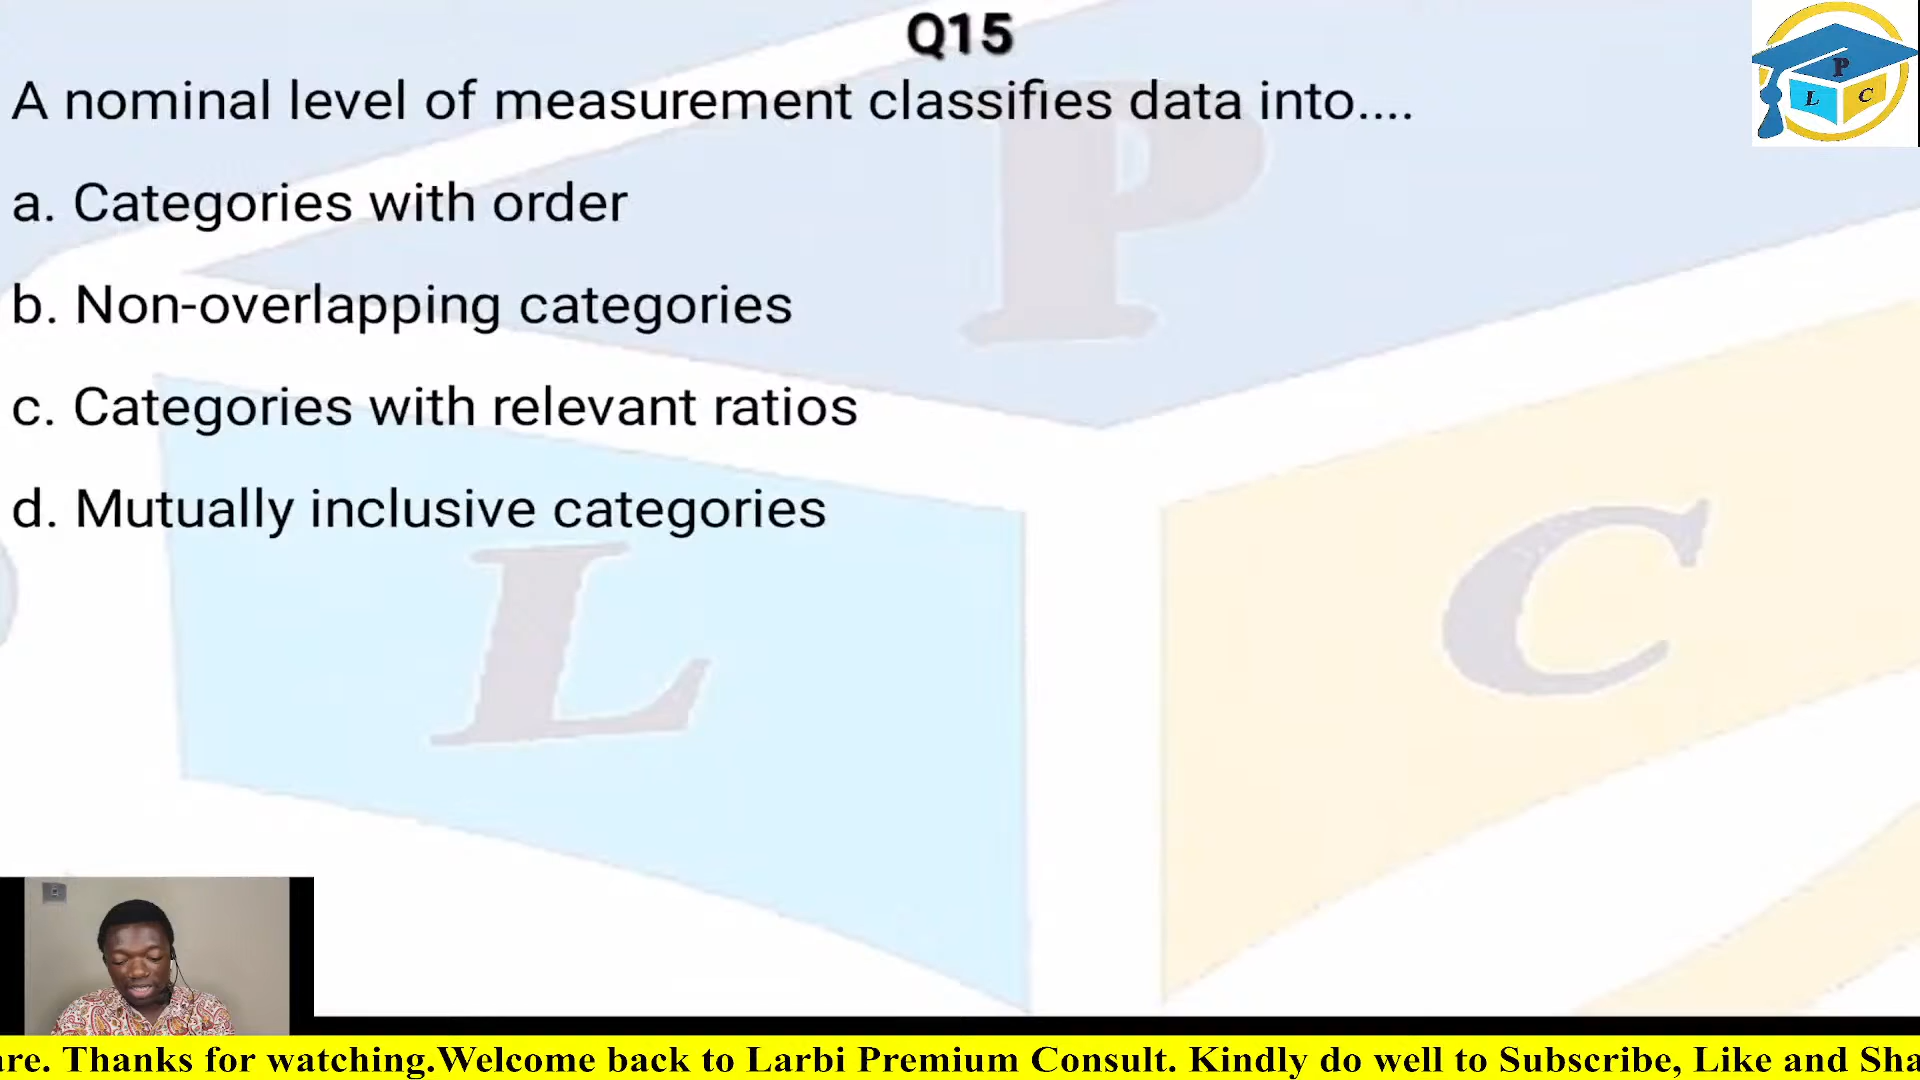 Q15
A nominal level of measurement classifies data into....
a. Categories with order
b. Non-overlapping categories
c. Categories with relevant ratios
d. Mutually inclusive categories
P
L C
P
L
C
are. Thanks for watching.Welcome back to Larbi Premium Consult. Kindly do well to Subscribe, Like and Sha